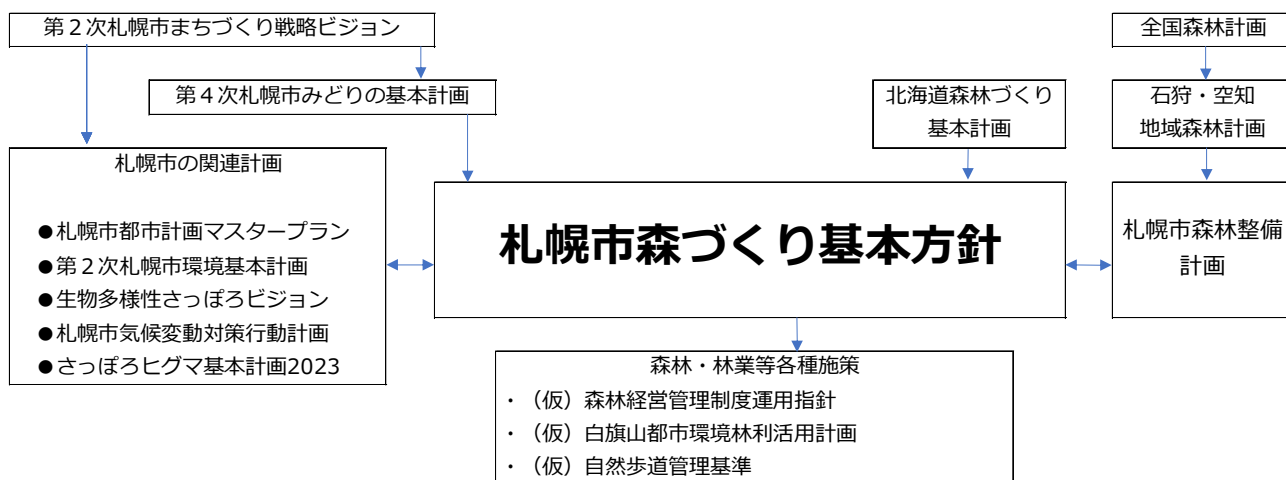 第２次札幌市まちづくり戦略ビジョン
全国森林計画
第４次札幌市みどりの基本計画
北海道森林づくり
基本計画
石狩・空知
地域森林計画
札幌市の関連計画
●札幌市都市計画マスタープラン
●第２次札幌市環境基本計画
●生物多様性さっぽろビジョン
●札幌市気候変動対策行動計画
●さっぽろヒグマ基本計画2023
札幌市森づくり基本方針
札幌市森林整備
計画
森林・林業等各種施策
・（仮）森林経営管理制度運用指針
・（仮）白旗山都市環境林利活用計画
・（仮）自然歩道管理基準